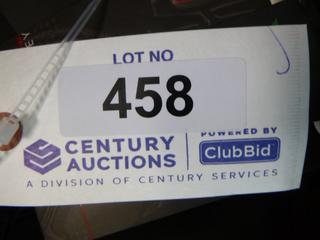 LOT NO
458
CENTURY
AUCTIONS
POWERED BY
ClubBid
A DIVISION OF CENTURY SERVICES